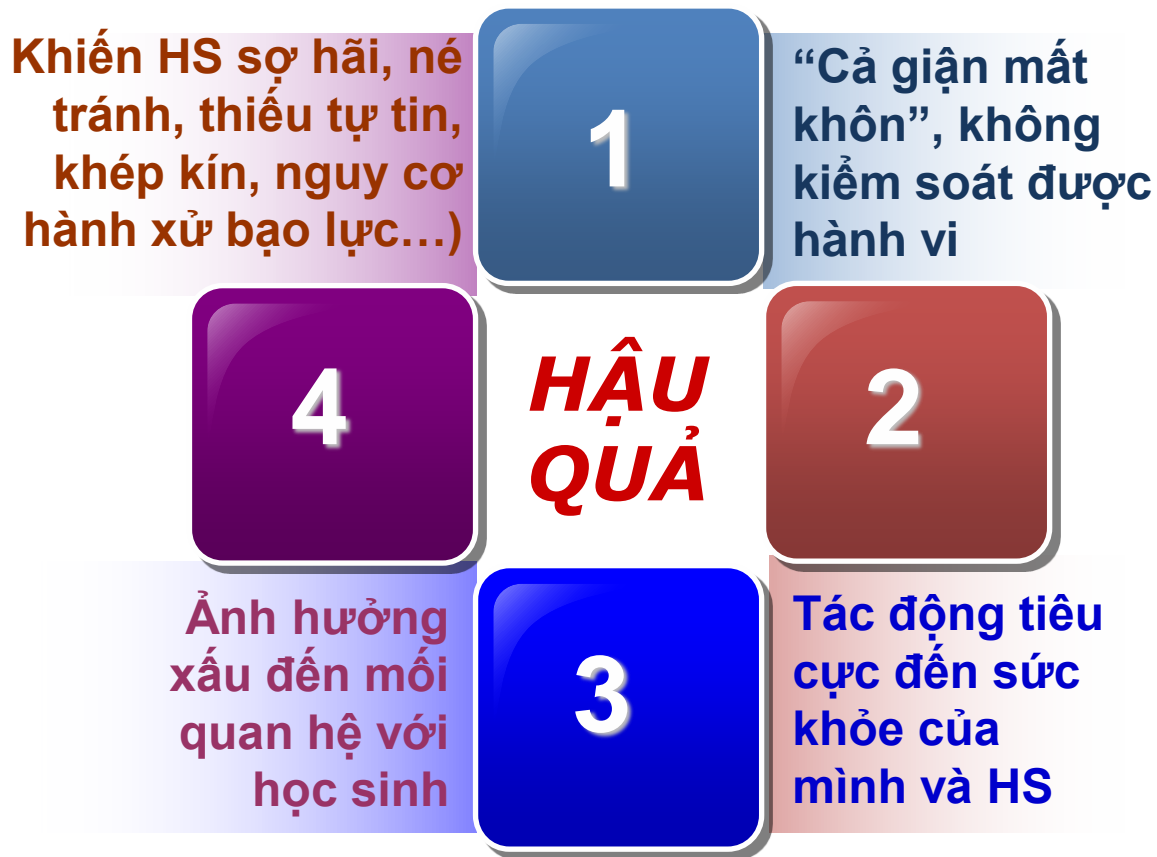 1
“Cả giận mất
khôn”, không
kiểm soát được
hành vi
2
Tác động tiêu
cực đến sức
khỏe của
mình và HS
3
Ảnh hưởng
xấu đến mối
quan hệ với
học sinh
4
Khiến HS sợ hãi, né
tránh, thiếu tự tin,
khép kín, nguy cơ
hành xử bạo lực…)
HẬU
QUẢ